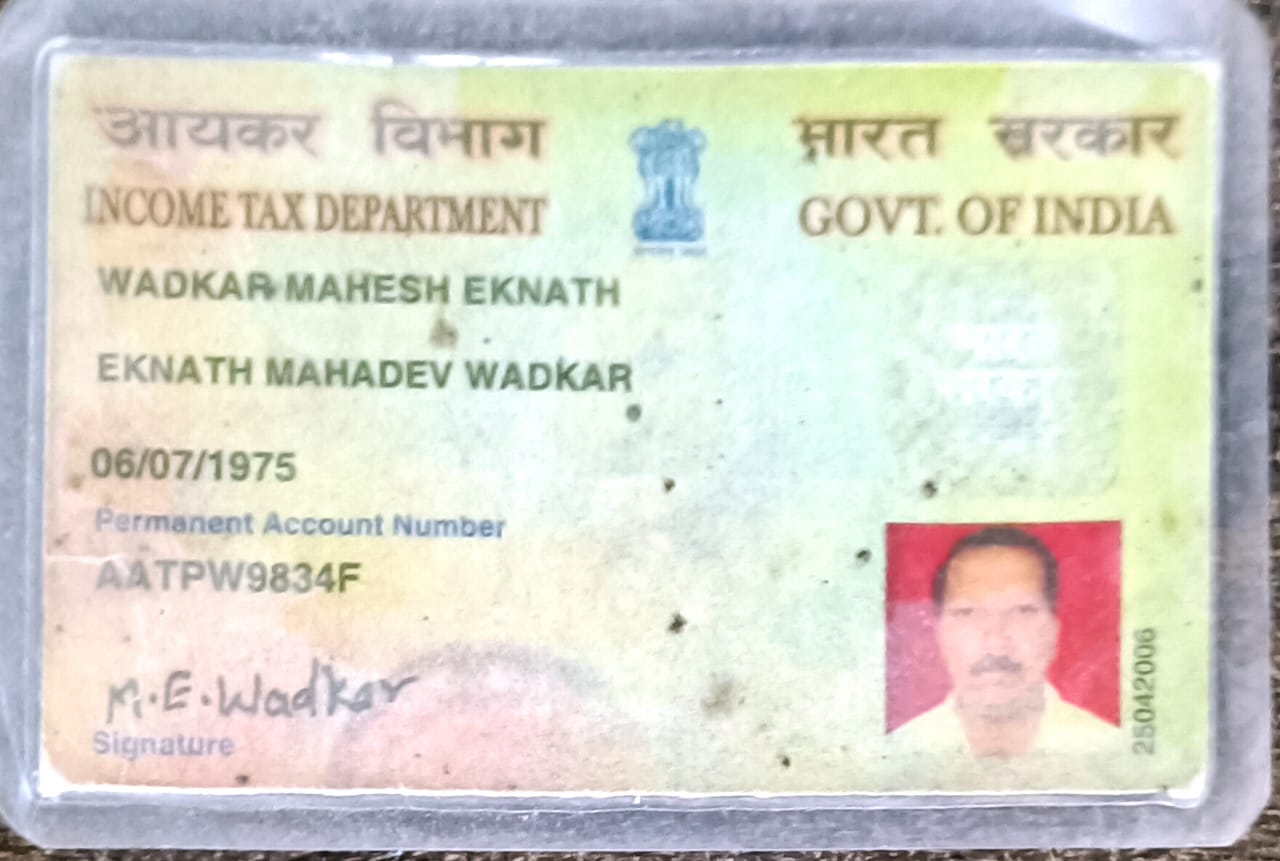 आयकर विभाग
INCOME TAX DEPARTMENT
भारत सरकार
GOVT. OF INDIA
WADKAR MAHESH EKNATH
EKNATH MAHADEV WADKAR
06/07/1975
Permanent Account Number
AATPW9834F
M.E.Wadkar
Signature
25042006